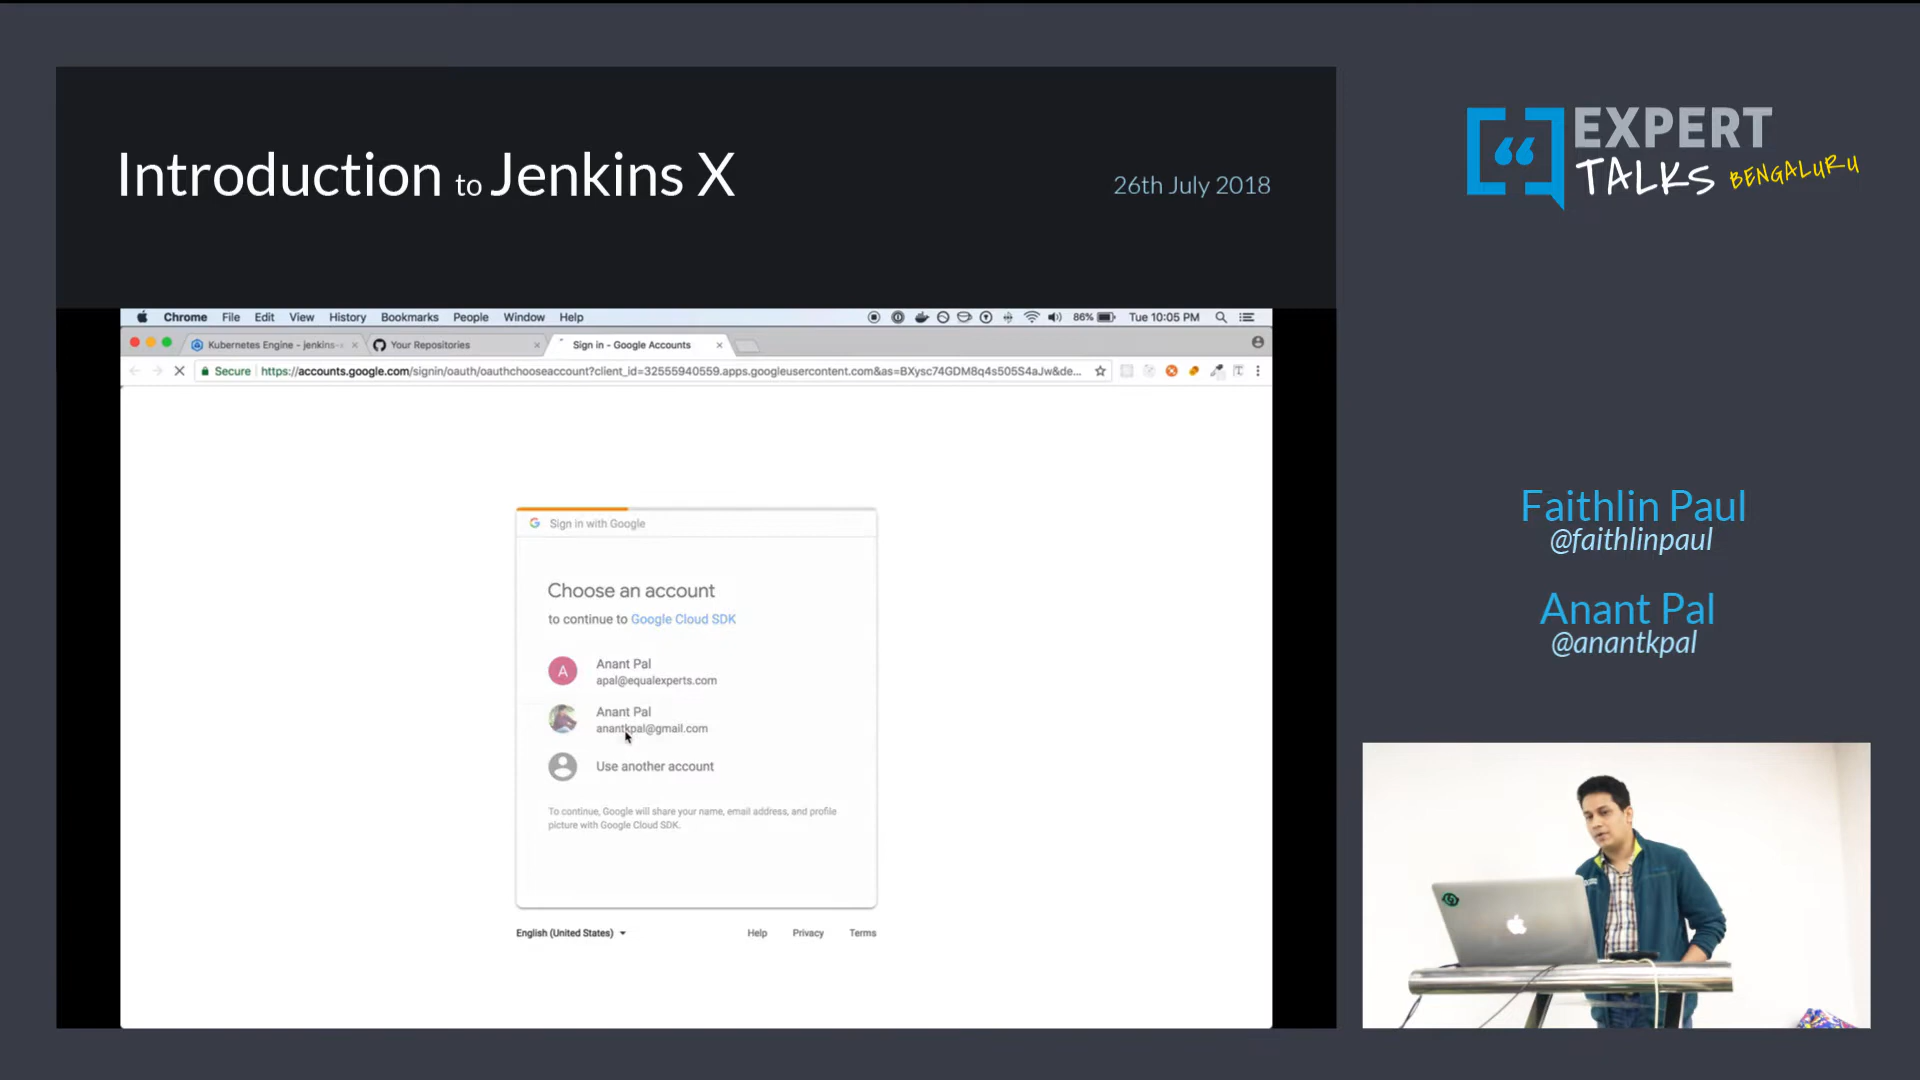 Introduction to Jenkins X
26th July 2018
EXPERT
TALKS BENGALURU
Chrome File Edit View History Bookmarks People Window Help
86% Tue 10:05 PM
Kubernetes Engine - jenkins-
Your Repositories
Sign in - Google Accounts
Secure https://accounts.google.com/signin/oauth/oauthchooseaccount?client_id=32555940559.apps.googleusercontent.com&as=BXysc74GDM8q4s505S4aJw&de...
Sign in with Google
Choose an account
to continue to Google Cloud SDK
A
Anant Pal
apal@equalexperts.com
Anant Pal
anantkpal@gmail.com
Use another account
To continue, Google will share your name, email address, and profile
picture with Google Cloud SDK.
English (United States)
Help Privacy Terms
Faithlin Paul
@faithlinpaul
Anant Pal
@anantkpal